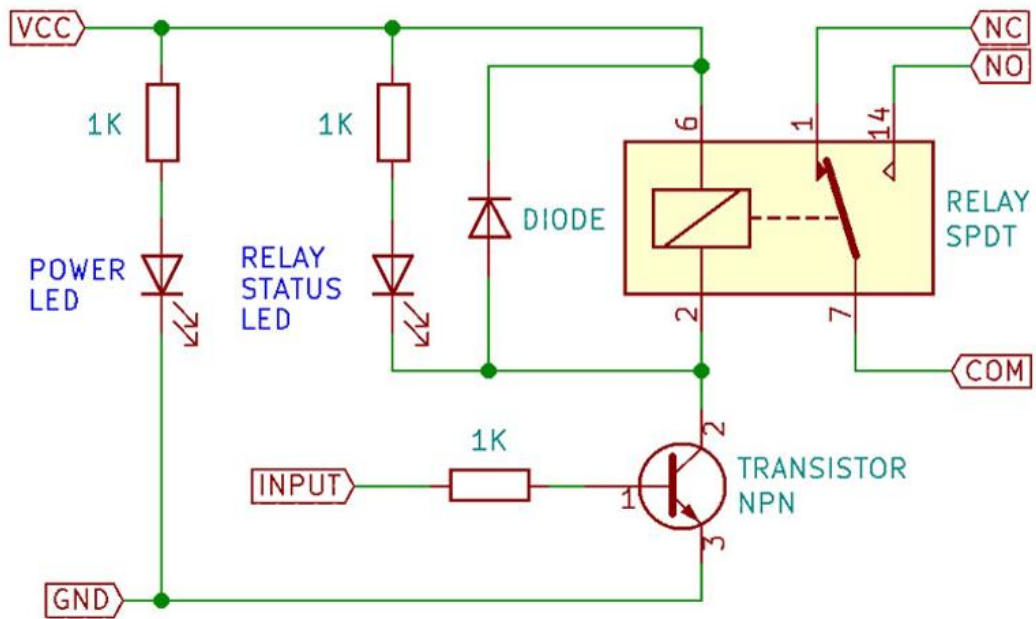 VCC
NC
NO
1K
1K
6
1
14
DIODE
RELAY
SPDT
POWER
LED
RELAY
STATUS
LED
2
7
COM
1K
2
TRANSISTOR
NPN
INPUT
1
3
GND